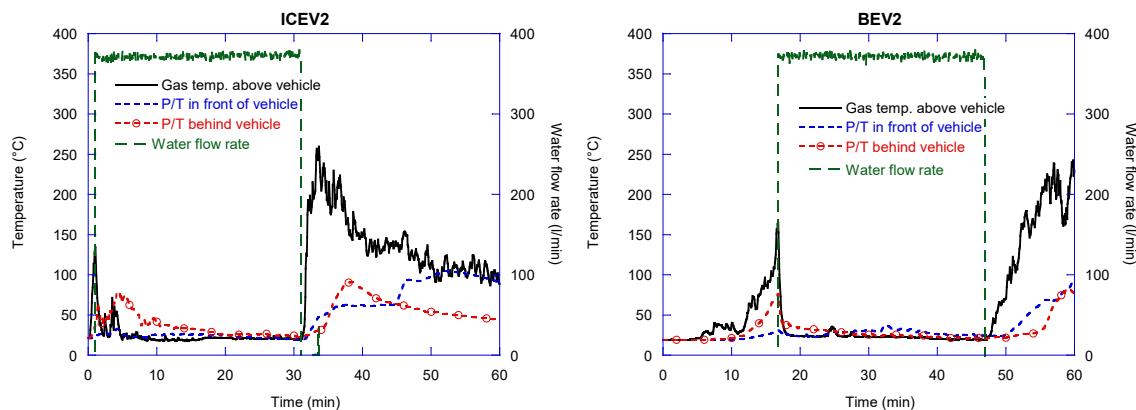 ICEV2
400
350
300
250
200
150
100
50
0
Temperature (°C)
0 10 20 30 40 50 60
Time (min)
400
300
200
100
0
Water flow rate (l/min)
Gas temp. above vehicle
P/T in front of vehicle
P/T behind vehicle
Water flow rate
BEV2
400
350
300
250
200
150
100
50
0
Temperature (°C)
0 10 20 30 40 50 60
Time (min)
400
300
200
100
0
Water flow rate (l/min)
Gas temp. above vehicle
P/T in front of vehicle
P/T behind vehicle
Water flow rate